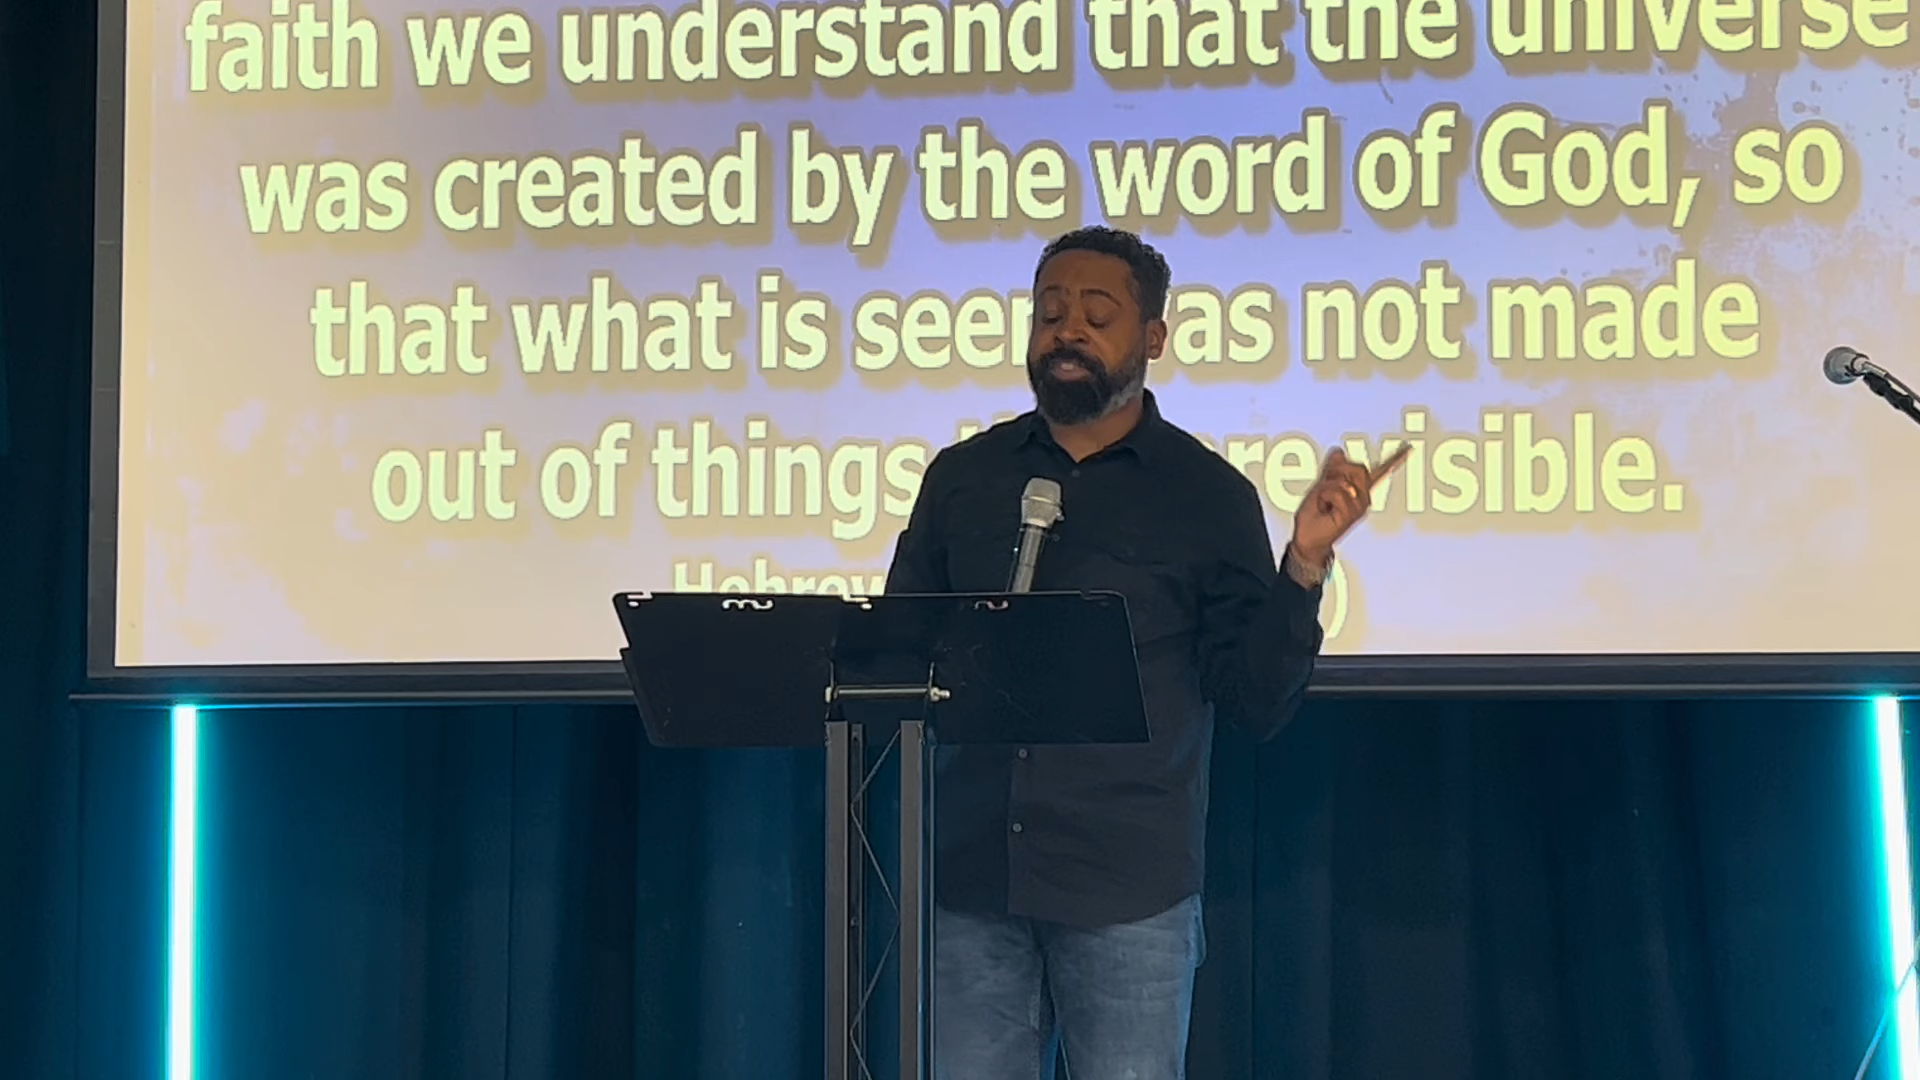 faith we understand that the universe
was created by the word of God, so
that what is seen was not made
out of things are visible.